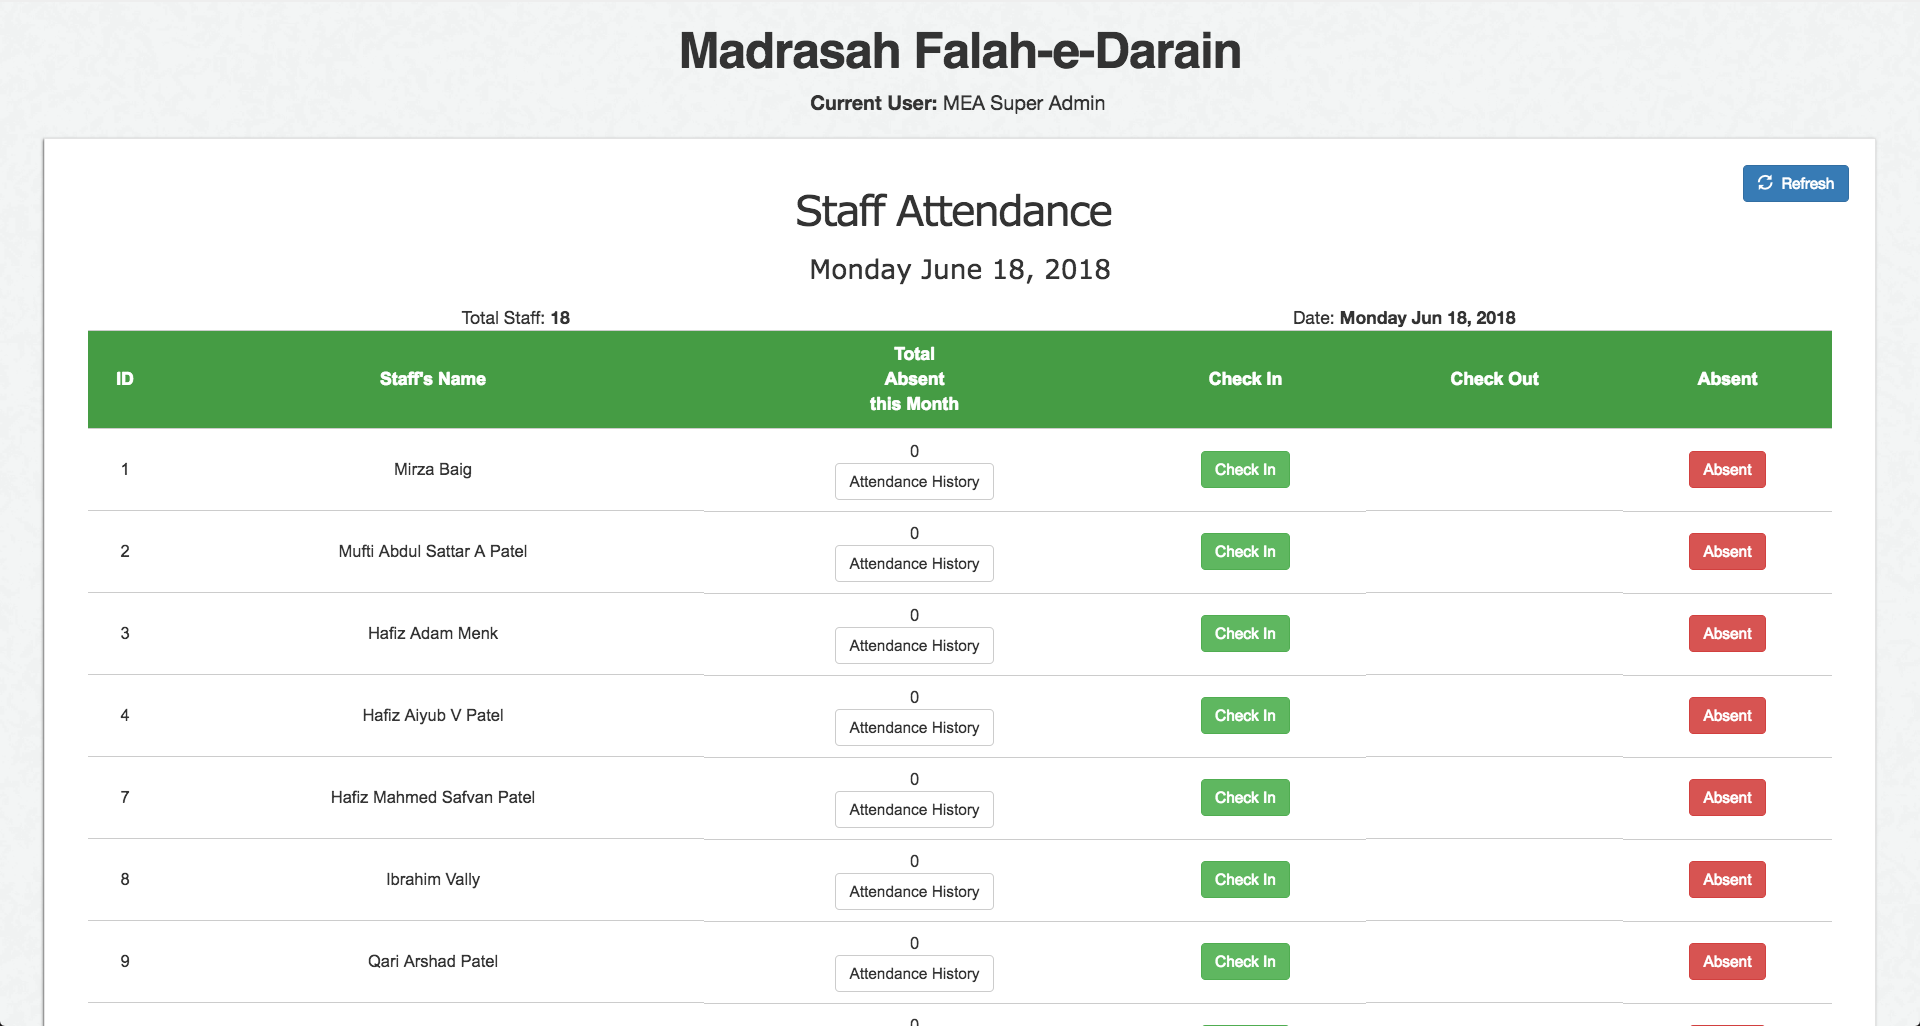 Madrasah Falah-e-Darain
Current User: MEA Super Admin
Refresh
Staff Attendance
Monday June 18, 2018
Total Staff: 18 Date: Monday Jun 18, 2018
ID Staff's Name Total Absent this Month Check In Check Out Absent
0
1 Mirza Baig Attendance History Check In Absent
0
2 Mufti Abdul Sattar A Patel Attendance History Check In Absent
0
3 Hafiz Adam Menk Attendance History Check In Absent
0
4 Hafiz Aiyub V Patel Attendance History Check In Absent
0
7 Hafiz Mahmed Safvan Patel Attendance History Check In Absent
0
8 Ibrahim Vally Attendance History Check In Absent
0
9 Qari Arshad Patel Attendance History Check In Absent
0